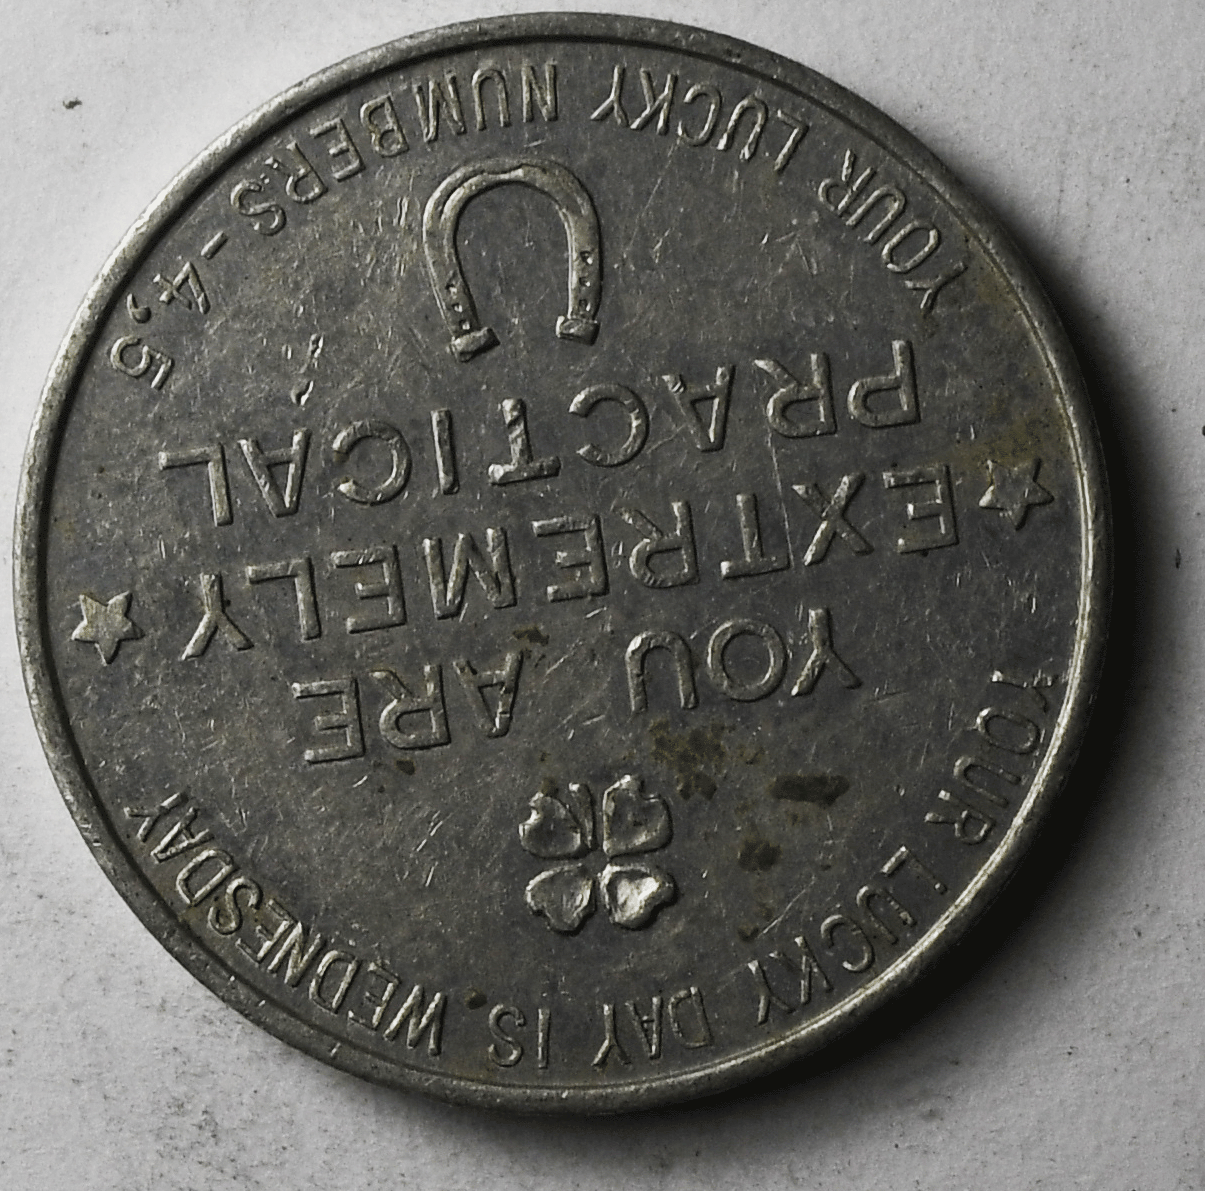 YOUR LUCKY DAY IS WEDNESDAY
YOU ARE
EXTREMELY
PRACTICAL
YOUR LUCKY NUMBERS - 4,5